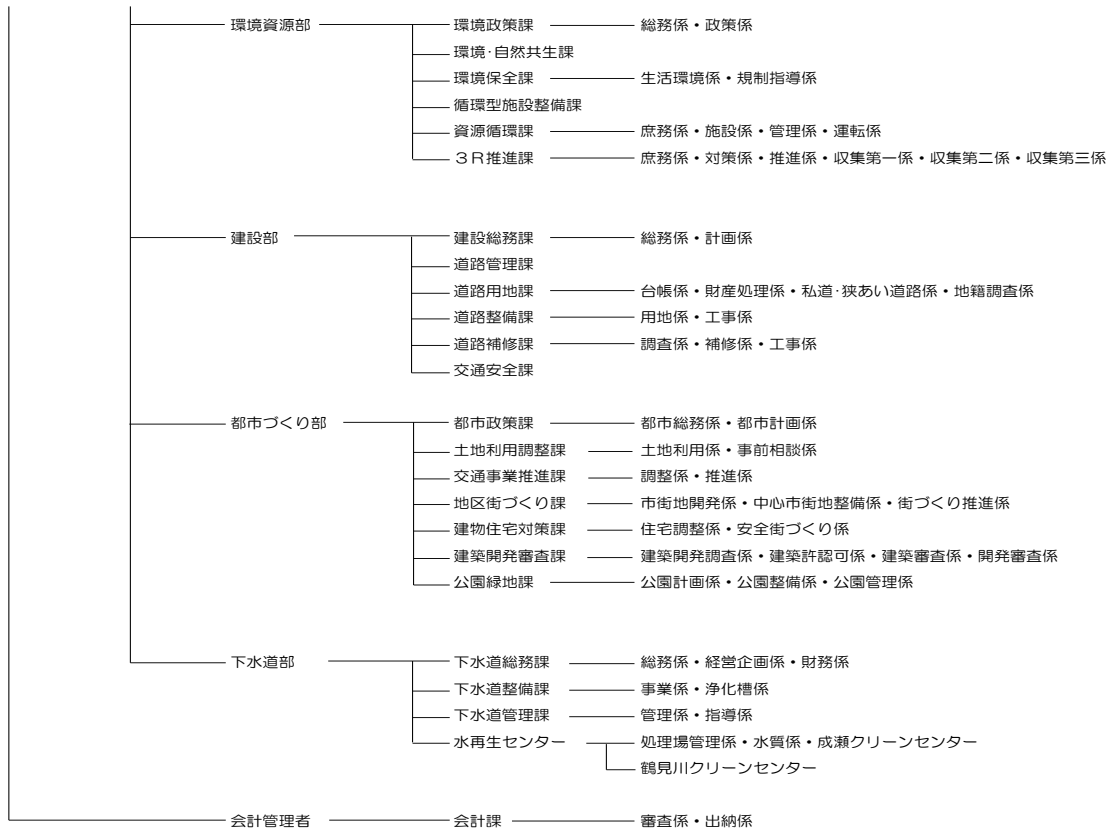 環境資源部 環境政策課 総務係・政策係
環境・自然共生課
環境保全課 生活環境係・規制指導係
循環型施設整備課
資源循環課 庶務係・施設係・管理係・運転係
３Ｒ推進課 庶務係・対策係・推進係・収集第一係・収集第二係・収集第三係
建設部 建設総務課 総務係・計画係
道路管理課
道路用地課 台帳係・財産処理係・私道・狭あい道路係・地籍調査係
道路整備課 用地係・工事係
道路補修課 調査係・補修係・工事係
交通安全課
都市づくり部 都市政策課 都市総務係・都市計画係
土地利用調整課 土地利用係・事前相談係
交通事業推進課 調整係・推進係
地区街づくり課 市街地開発係・中心市街地整備係・街づくり推進係
建物住宅対策課 住宅調整係・安全街づくり係
建築開発審査課 建築開発調査係・建築許認可係・建築審査係・開発審査係
公園緑地課 公園計画係・公園整備係・公園管理係
下水道部 下水道総務課 総務係・経営企画係・財務係
下水道整備課 事業係・浄化槽係
下水道管理課 管理係・指導係
水再生センター 処理場管理係・水質係・成瀬クリーンセンター
鶴見川クリーンセンター
会計管理者 会計課 審査係・出納係